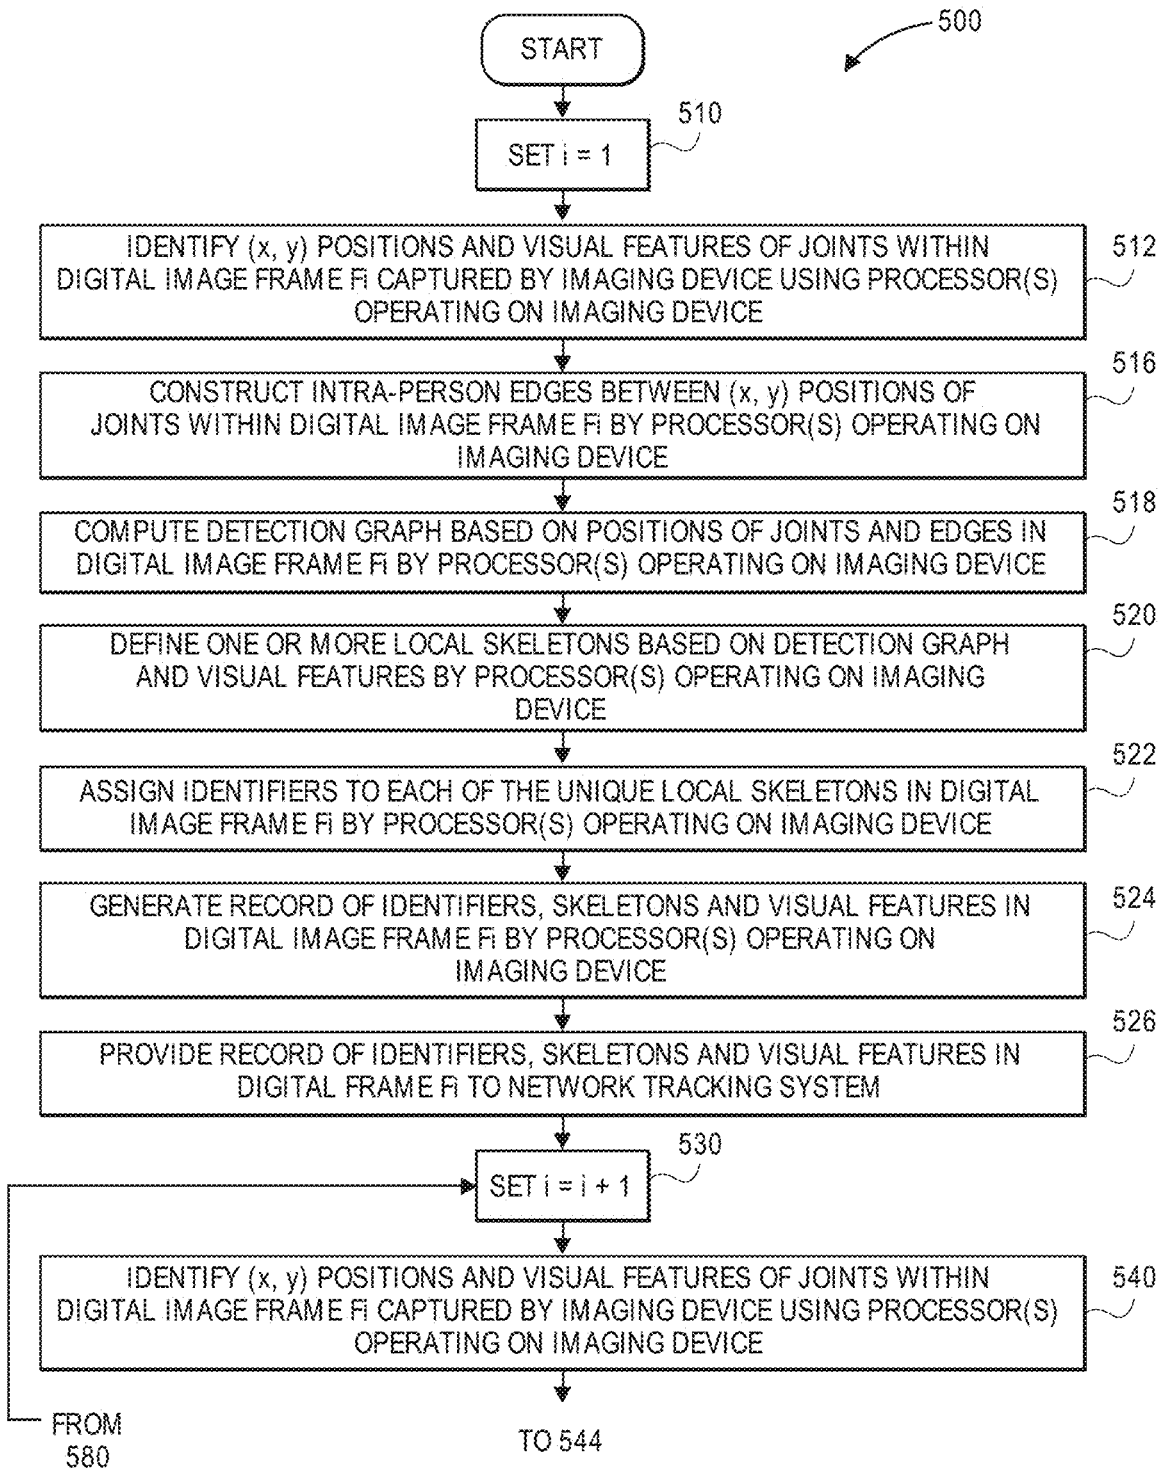 500
START
510
SET i = 1
512
IDENTIFY (x, y) POSITIONS AND VISUAL FEATURES OF JOINTS WITHIN
DIGITAL IMAGE FRAME Fi CAPTURED BY IMAGING DEVICE USING PROCESSOR(S)
OPERATING ON IMAGING DEVICE
516
CONSTRUCT INTRA-PERSON EDGES BETWEEN (x, y) POSITIONS OF
JOINTS WITHIN DIGITAL IMAGE FRAME Fi BY PROCESSOR(S) OPERATING ON
IMAGING DEVICE
518
COMPUTE DETECTION GRAPH BASED ON POSITIONS OF JOINTS AND EDGES IN
DIGITAL IMAGE FRAME Fi BY PROCESSOR(S) OPERATING ON IMAGING DEVICE
520
DEFINE ONE OR MORE LOCAL SKELETONS BASED ON DETECTION GRAPH
AND VISUAL FEATURES BY PROCESSOR(S) OPERATING ON IMAGING
DEVICE
522
ASSIGN IDENTIFIERS TO EACH OF THE UNIQUE LOCAL SKELETONS IN DIGITAL
IMAGE FRAME Fi BY PROCESSOR(S) OPERATING ON IMAGING DEVICE
524
GENERATE RECORD OF IDENTIFIERS, SKELETONS AND VISUAL FEATURES IN
DIGITAL IMAGE FRAME Fi BY PROCESSOR(S) OPERATING ON
IMAGING DEVICE
526
PROVIDE RECORD OF IDENTIFIERS, SKELETONS AND VISUAL FEATURES IN
DIGITAL FRAME Fi TO NETWORK TRACKING SYSTEM
530
SET i = i + 1
540
IDENTIFY (x, y) POSITIONS AND VISUAL FEATURES OF JOINTS WITHIN
DIGITAL IMAGE FRAME Fi CAPTURED BY IMAGING DEVICE USING PROCESSOR(S)
OPERATING ON IMAGING DEVICE
FROM
580
TO 544